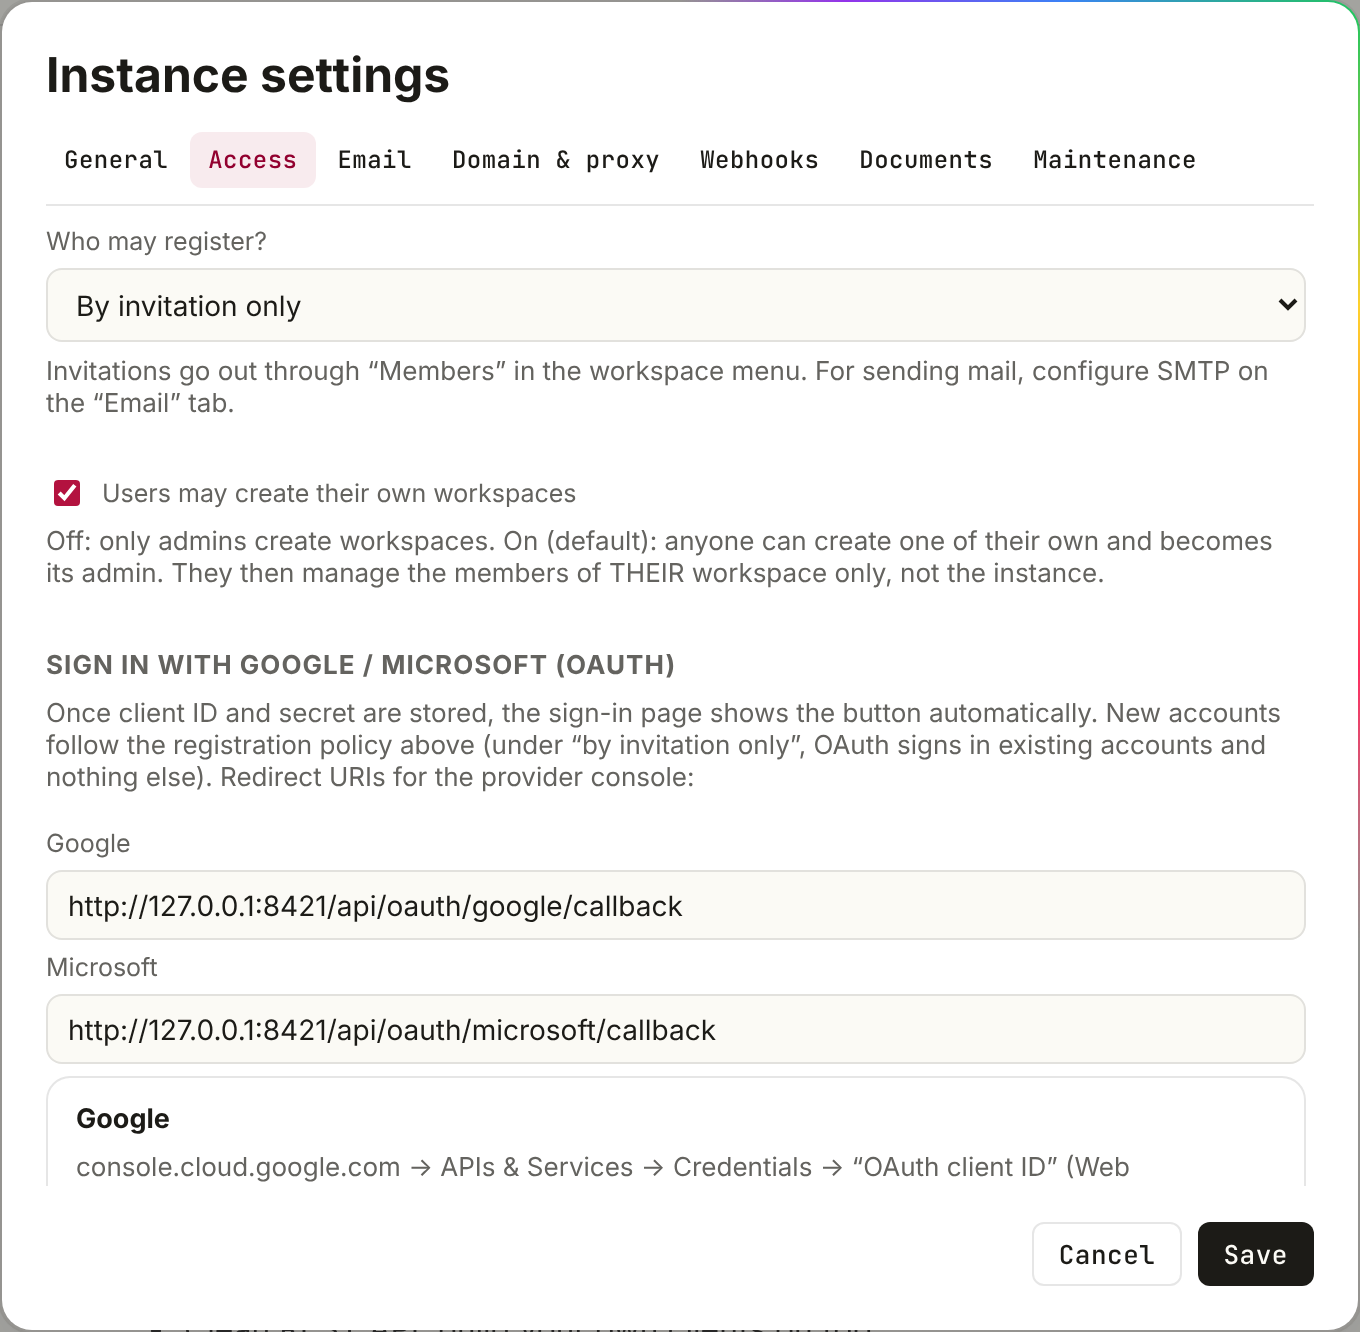 Instance settings
General Access Email Domain & proxy Webhooks Documents Maintenance
Who may register?
By invitation only
Invitations go out through “Members” in the workspace menu. For sending mail, configure SMTP on
the “Email” tab.
Users may create their own workspaces
Off: only admins create workspaces. On (default): anyone can create one of their own and becomes
its admin. They then manage the members of THEIR workspace only, not the instance.
SIGN IN WITH GOOGLE / MICROSOFT (OAUTH)
Once client ID and secret are stored, the sign-in page shows the button automatically. New accounts
follow the registration policy above (under “by invitation only”, OAuth signs in existing accounts and
nothing else). Redirect URIs for the provider console:
Google
http://127.0.0.1:8421/api/oauth/google/callback
Microsoft
http://127.0.0.1:8421/api/oauth/microsoft/callback
Google
console.cloud.google.com → APIs & Services → Credentials → “OAuth client ID” (Web
Cancel Save